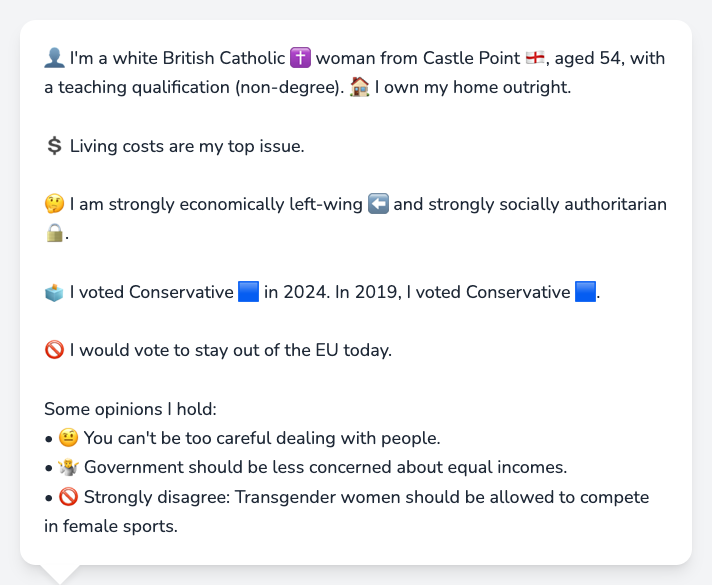 👤 I'm a white British Catholic ✝️ woman from Castle Point 🏴󠁧󠁢󠁥󠁮󠁧󠁿, aged 54, with
a teaching qualification (non-degree). 🏠 I own my home outright.
💲 Living costs are my top issue.
🤔 I am strongly economically left-wing ⬅️ and strongly socially authoritarian
🔒.
🗳️ I voted Conservative 🟦 in 2024. In 2019, I voted Conservative 🟦.
🚫 I would vote to stay out of the EU today.
Some opinions I hold:
• 🤨 You can't be too careful dealing with people.
• 🤷 Government should be less concerned about equal incomes.
• 🚫 Strongly disagree: Transgender women should be allowed to compete
in female sports.